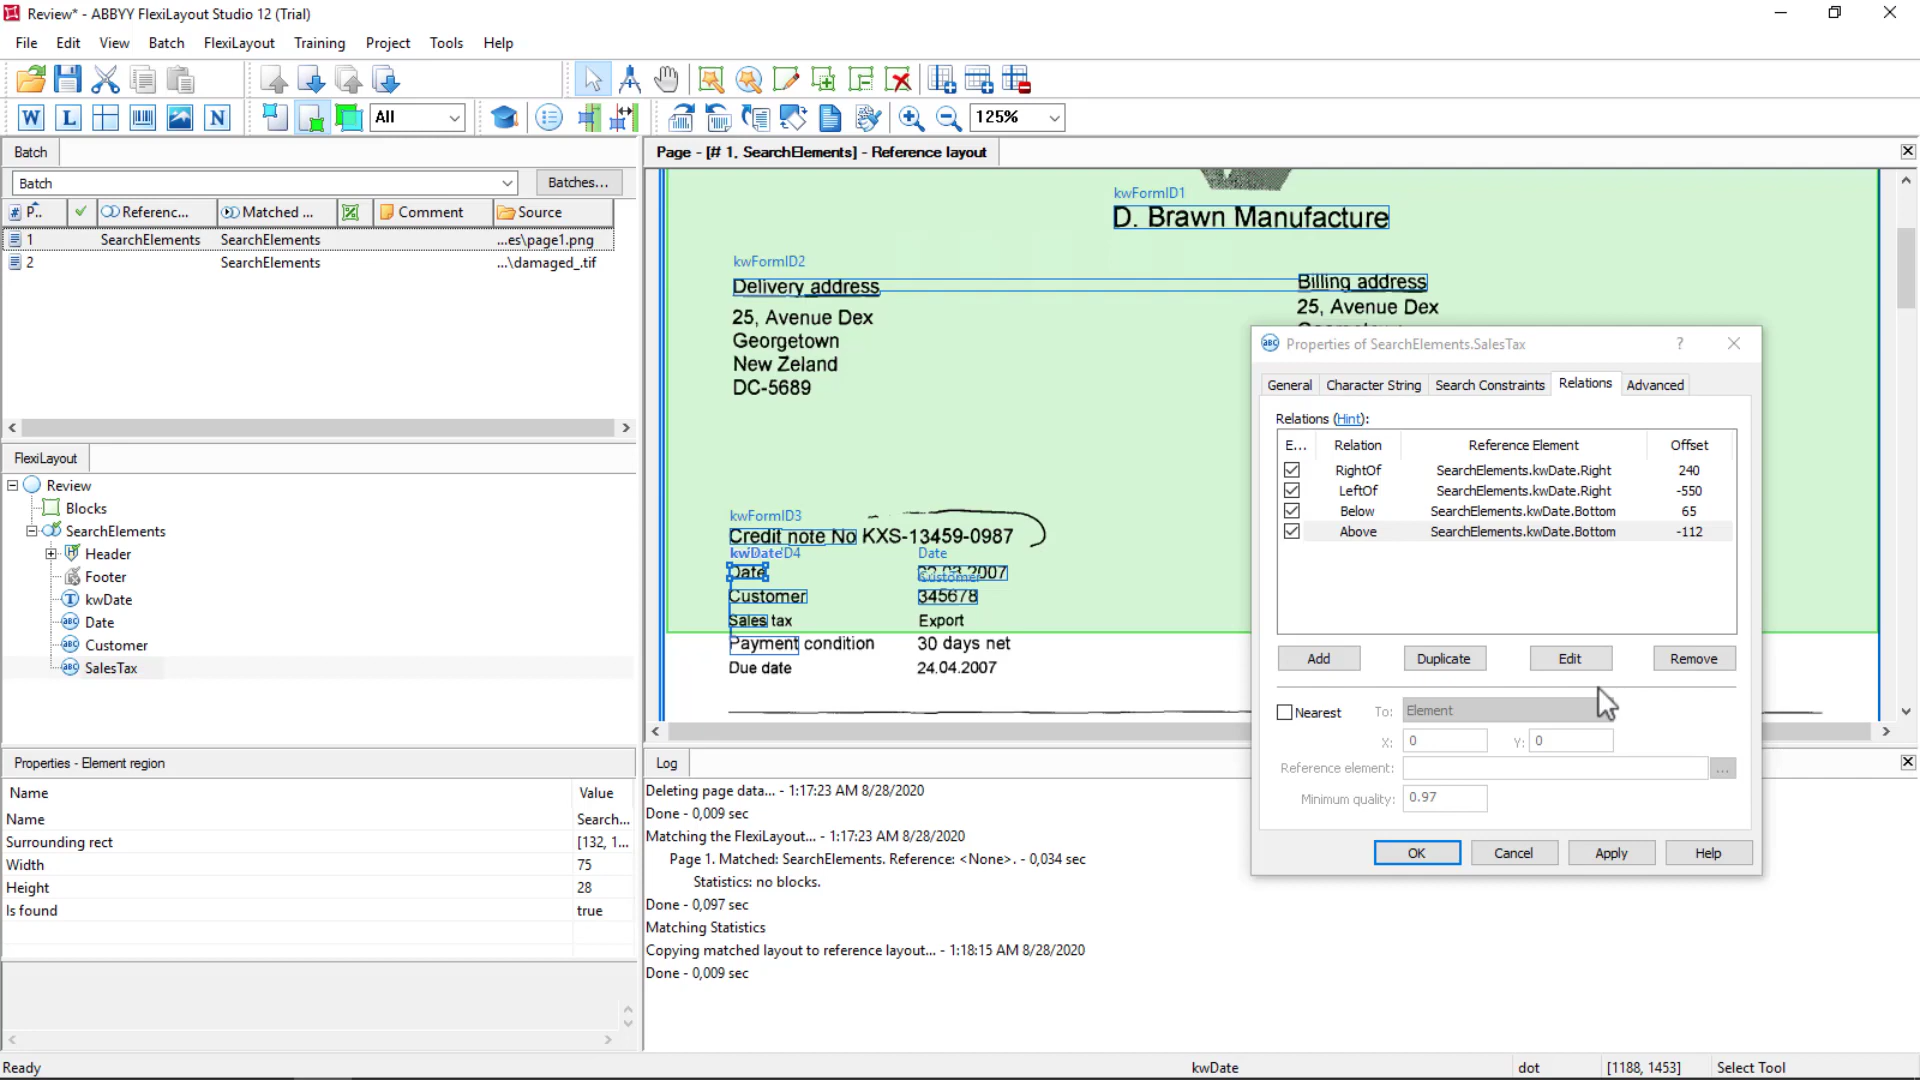 Review* - ABBYY FlexiLayout Studio 12 (Trial)
File Edit View Batch FlexiLayout Training Project Tools Help
W L N All 125%
Batch
Batch Batches...
# P.. Referenc... Matched ... Comment Source
1 SearchElements SearchElements ...es\page1.png
2 SearchElements ...\damaged_.tif
FlexiLayout
Review
Blocks
SearchElements
Header
Footer
kwDate
Date
Customer
SalesTax
Properties - Element region
Name Value
Name Search...
Surrounding rect [132, 1...
Width 75
Height 28
Is found true
Page - [# 1, SearchElements] - Reference layout
kwFormID1
D. Brawn Manufacture
kwFormID2
Delivery address Billing address
25, Avenue Dex 25, Avenue Dex
Georgetown
New Zeland
DC-5689
kwFormID3
Credit note No KXS-13459-0987
kwDate Date
Date 22.03.2007
Customer
Customer 345678
Sales tax Export
Payment condition 30 days net
Due date 24.04.2007
Log
Deleting page data... - 1:17:23 AM 8/28/2020
Done - 0,009 sec
Matching the FlexiLayout... - 1:17:23 AM 8/28/2020
Page 1. Matched: SearchElements. Reference: <None>. - 0,034 sec
Statistics: no blocks.
Done - 0,097 sec
Matching Statistics
Copying matched layout to reference layout... - 1:18:15 AM 8/28/2020
Done - 0,009 sec
abc Properties of SearchElements.SalesTax ?
General Character String Search Constraints Relations Advanced
Relations (Hint):
E... Relation Reference Element Offset
RightOf SearchElements.kwDate.Right 240
LeftOf SearchElements.kwDate.Right -550
Below SearchElements.kwDate.Bottom 65
Above SearchElements.kwDate.Bottom -112
Add Duplicate Edit Remove
Nearest To: Element
X: 0 Y: 0
Reference element: ...
Minimum quality: 0.97
OK Cancel Apply Help
Ready kwDate dot [1188, 1453] Select Tool